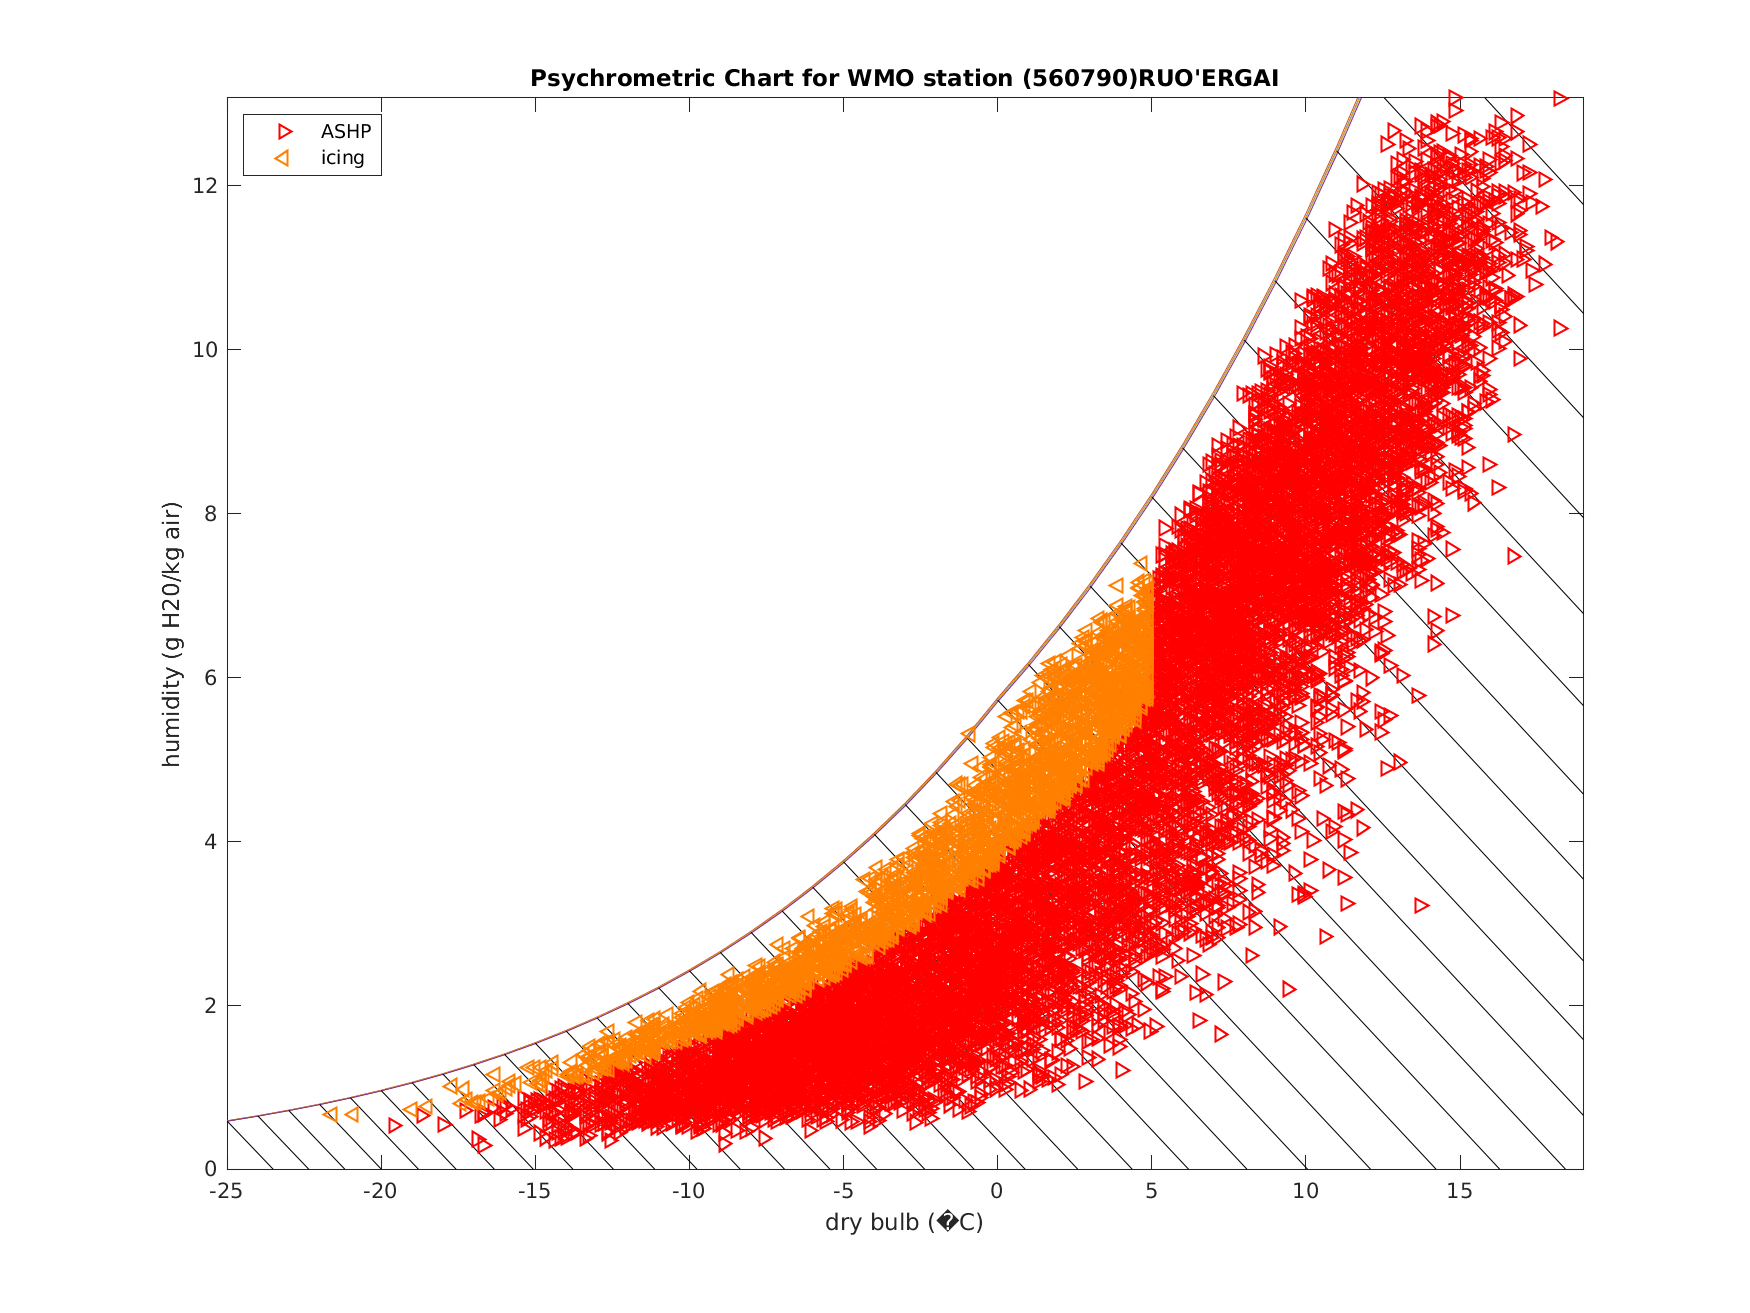 Psychrometric Chart for WMO station (560790)RUO'ERGAI
ASHP
icing
12
10
8
6
4
2
0
humidity (g H20/kg air)
-25 -20 -15 -10 -5 0 5 10 15
dry bulb (�C)